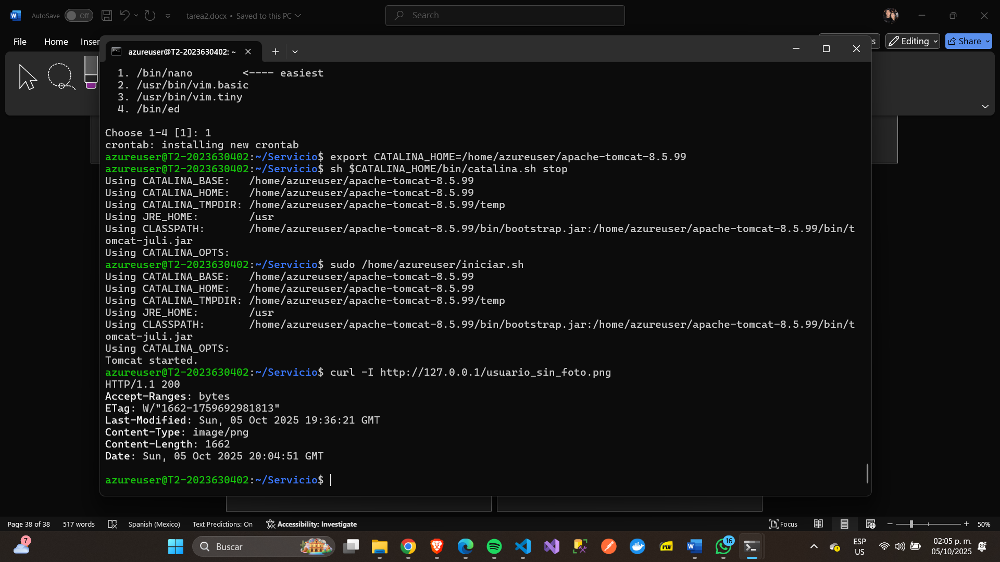 AutoSave Off tarea2.docx • Saved to this PC Search
File Home Inser s Editing Share
azureuser@T2-2023630402: ~
1. /bin/nano <---- easiest
2. /usr/bin/vim.basic
3. /usr/bin/vim.tiny
4. /bin/ed
Choose 1-4 [1]: 1
crontab: installing new crontab
azureuser@T2-2023630402:~/Servicio$ export CATALINA_HOME=/home/azureuser/apache-tomcat-8.5.99
azureuser@T2-2023630402:~/Servicio$ sh $CATALINA_HOME/bin/catalina.sh stop
Using CATALINA_BASE: /home/azureuser/apache-tomcat-8.5.99
Using CATALINA_HOME: /home/azureuser/apache-tomcat-8.5.99
Using CATALINA_TMPDIR: /home/azureuser/apache-tomcat-8.5.99/temp
Using JRE_HOME: /usr
Using CLASSPATH: /home/azureuser/apache-tomcat-8.5.99/bin/bootstrap.jar:/home/azureuser/apache-tomcat-8.5.99/bin/t
omcat-juli.jar
Using CATALINA_OPTS:
azureuser@T2-2023630402:~/Servicio$ sudo /home/azureuser/iniciar.sh
Using CATALINA_BASE: /home/azureuser/apache-tomcat-8.5.99
Using CATALINA_HOME: /home/azureuser/apache-tomcat-8.5.99
Using CATALINA_TMPDIR: /home/azureuser/apache-tomcat-8.5.99/temp
Using JRE_HOME: /usr
Using CLASSPATH: /home/azureuser/apache-tomcat-8.5.99/bin/bootstrap.jar:/home/azureuser/apache-tomcat-8.5.99/bin/t
omcat-juli.jar
Using CATALINA_OPTS:
Tomcat started.
azureuser@T2-2023630402:~/Servicio$ curl -I http://127.0.0.1/usuario_sin_foto.png
HTTP/1.1 200
Accept-Ranges: bytes
ETag: W/"1662-1759692981813"
Last-Modified: Sun, 05 Oct 2025 19:36:21 GMT
Content-Type: image/png
Content-Length: 1662
Date: Sun, 05 Oct 2025 20:04:51 GMT
azureuser@T2-2023630402:~/Servicio$
Page 38 of 38 517 words Spanish (Mexico) Text Predictions: On Accessibility: Investigate Focus 50%
7 Buscar PDF 16 ESP 02:05 p. m.
US 05/10/2025